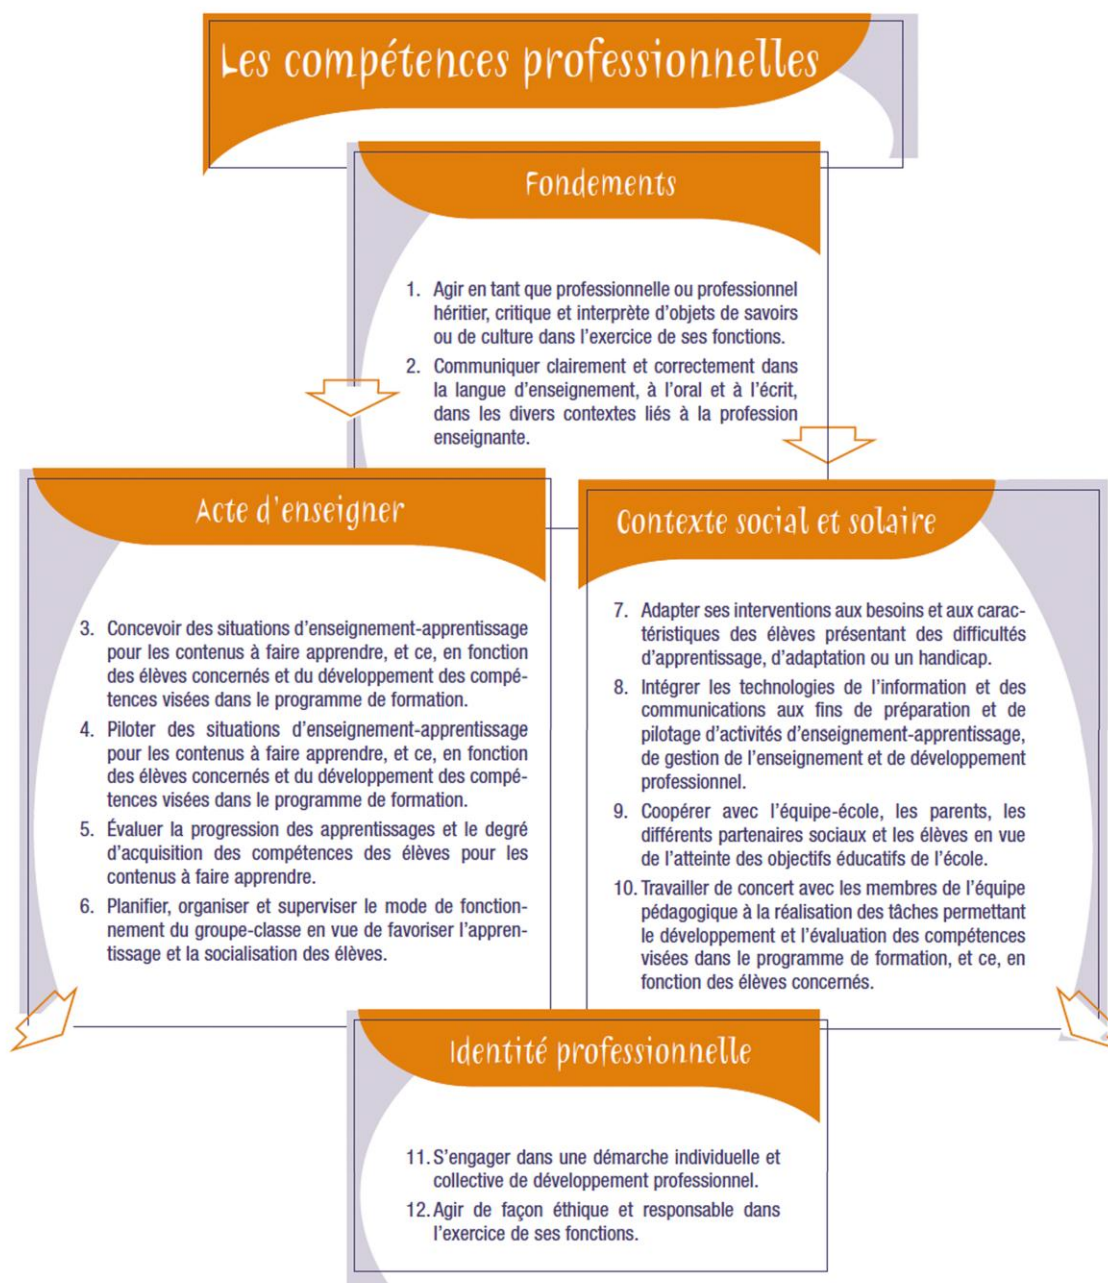 Les compétences professionnelles
Fondements
1. Agir en tant que professionnelle ou professionnel
héritier, critique et interprète d'objets de savoirs
ou de culture dans l'exercice de ses fonctions.
2. Communiquer clairement et correctement dans
la langue d'enseignement, à l'oral et à l'écrit,
dans les divers contextes liés à la profession
enseignante.
Acte d'enseigner
3. Concevoir des situations d'enseignement-apprentissage
pour les contenus à faire apprendre, et ce, en fonction
des élèves concernés et du développement des compé-
tences visées dans le programme de formation.
4. Piloter des situations d'enseignement-apprentissage
pour les contenus à faire apprendre, et ce, en fonction
des élèves concernés et du développement des compé-
tences visées dans le programme de formation.
5. Évaluer la progression des apprentissages et le degré
d'acquisition des compétences des élèves pour les
contenus à faire apprendre.
6. Planifier, organiser et superviser le mode de fonction-
nement du groupe-classe en vue de favoriser l'appren-
tissage et la socialisation des élèves.
Contexte social et solaire
7. Adapter ses interventions aux besoins et aux carac-
téristiques des élèves présentant des difficultés
d'apprentissage, d'adaptation ou un handicap.
8. Intégrer les technologies de l'information et des
communications aux fins de préparation et de
pilotage d'activités d'enseignement-apprentissage,
de gestion de l'enseignement et de développement
professionnel.
9. Coopérer avec l'équipe-école, les parents, les
différents partenaires sociaux et les élèves en vue
de l'atteinte des objectifs éducatifs de l'école.
10. Travailler de concert avec les membres de l'équipe
pédagogique à la réalisation des tâches permettant
le développement et l'évaluation des compétences
visées dans le programme de formation, et ce, en
fonction des élèves concernés.
Identité professionnelle
11. S'engager dans une démarche individuelle et
collective de développement professionnel.
12. Agir de façon éthique et responsable dans
l'exercice de ses fonctions.